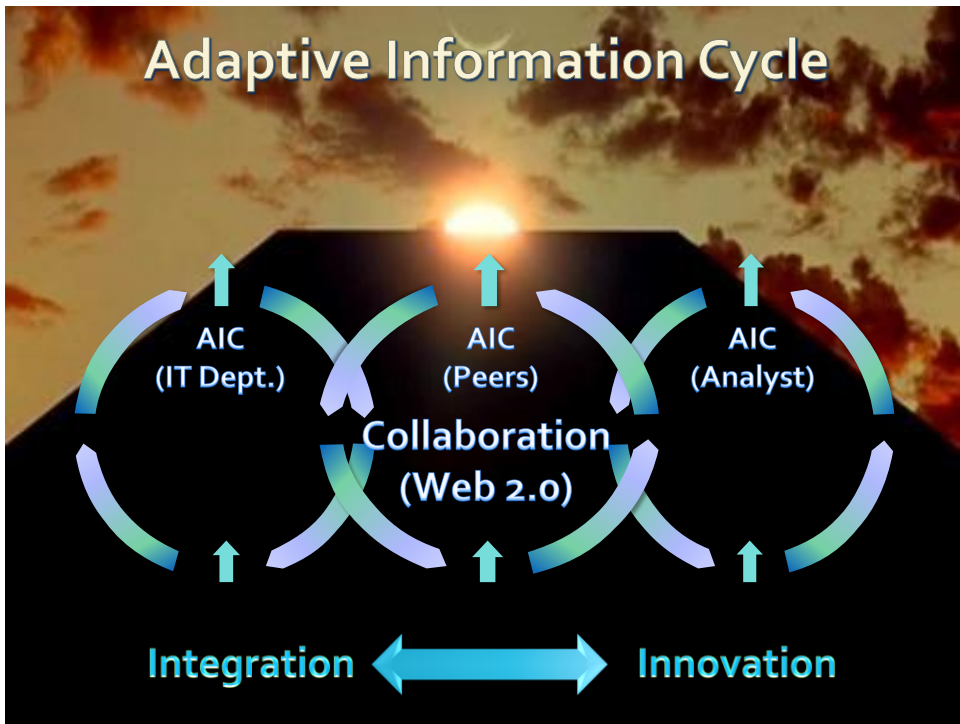 Adaptive Information Cycle
AIC
(IT Dept.)
AIC
(Peers)
AIC
(Analyst)
Collaboration
(Web 2.0)
Integration
Innovation